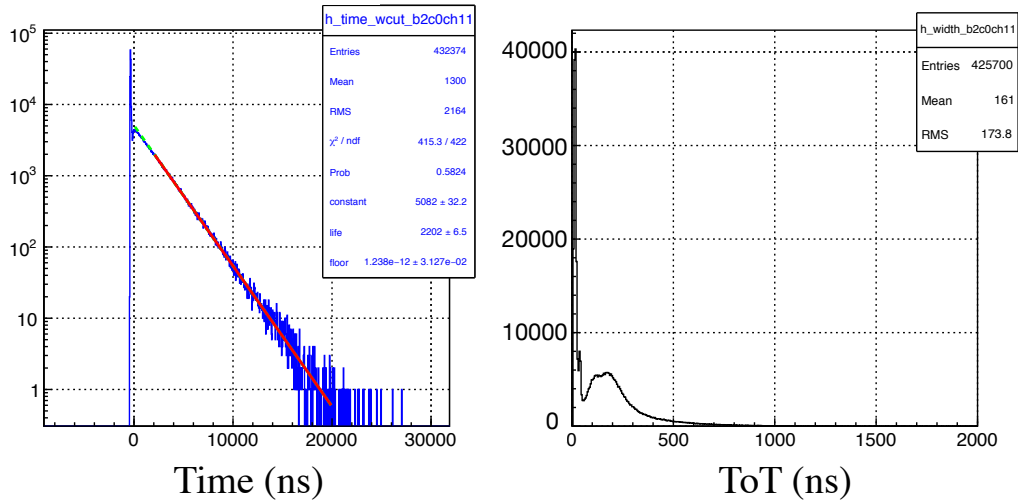 h_time_wcut_b2c0ch11
Entries 432374
Mean 1300
RMS 2164
χ² / ndf 415.3 / 422
Prob 0.5824
constant 5082 ± 32.2
life 2202 ± 6.5
floor 1.238e−12 ± 3.127e−02
10⁵
10⁴
10³
10²
10
1
0 10000 20000 30000
Time (ns)
h_width_b2c0ch11
Entries 425700
Mean 161
RMS 173.8
40000
30000
20000
10000
0
0 500 1000 1500 2000
ToT (ns)